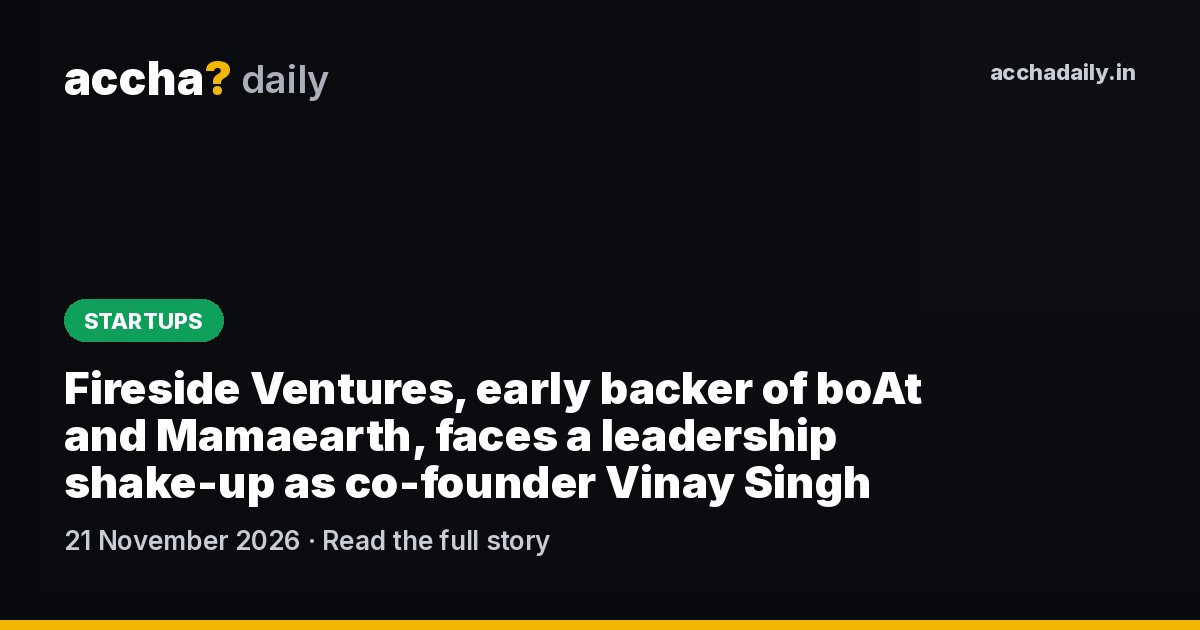 accha? daily
acchadaily.in
STARTUPS
Fireside Ventures, early backer of boAt
and Mamaearth, faces a leadership
shake-up as co-founder Vinay Singh
21 November 2026 · Read the full story